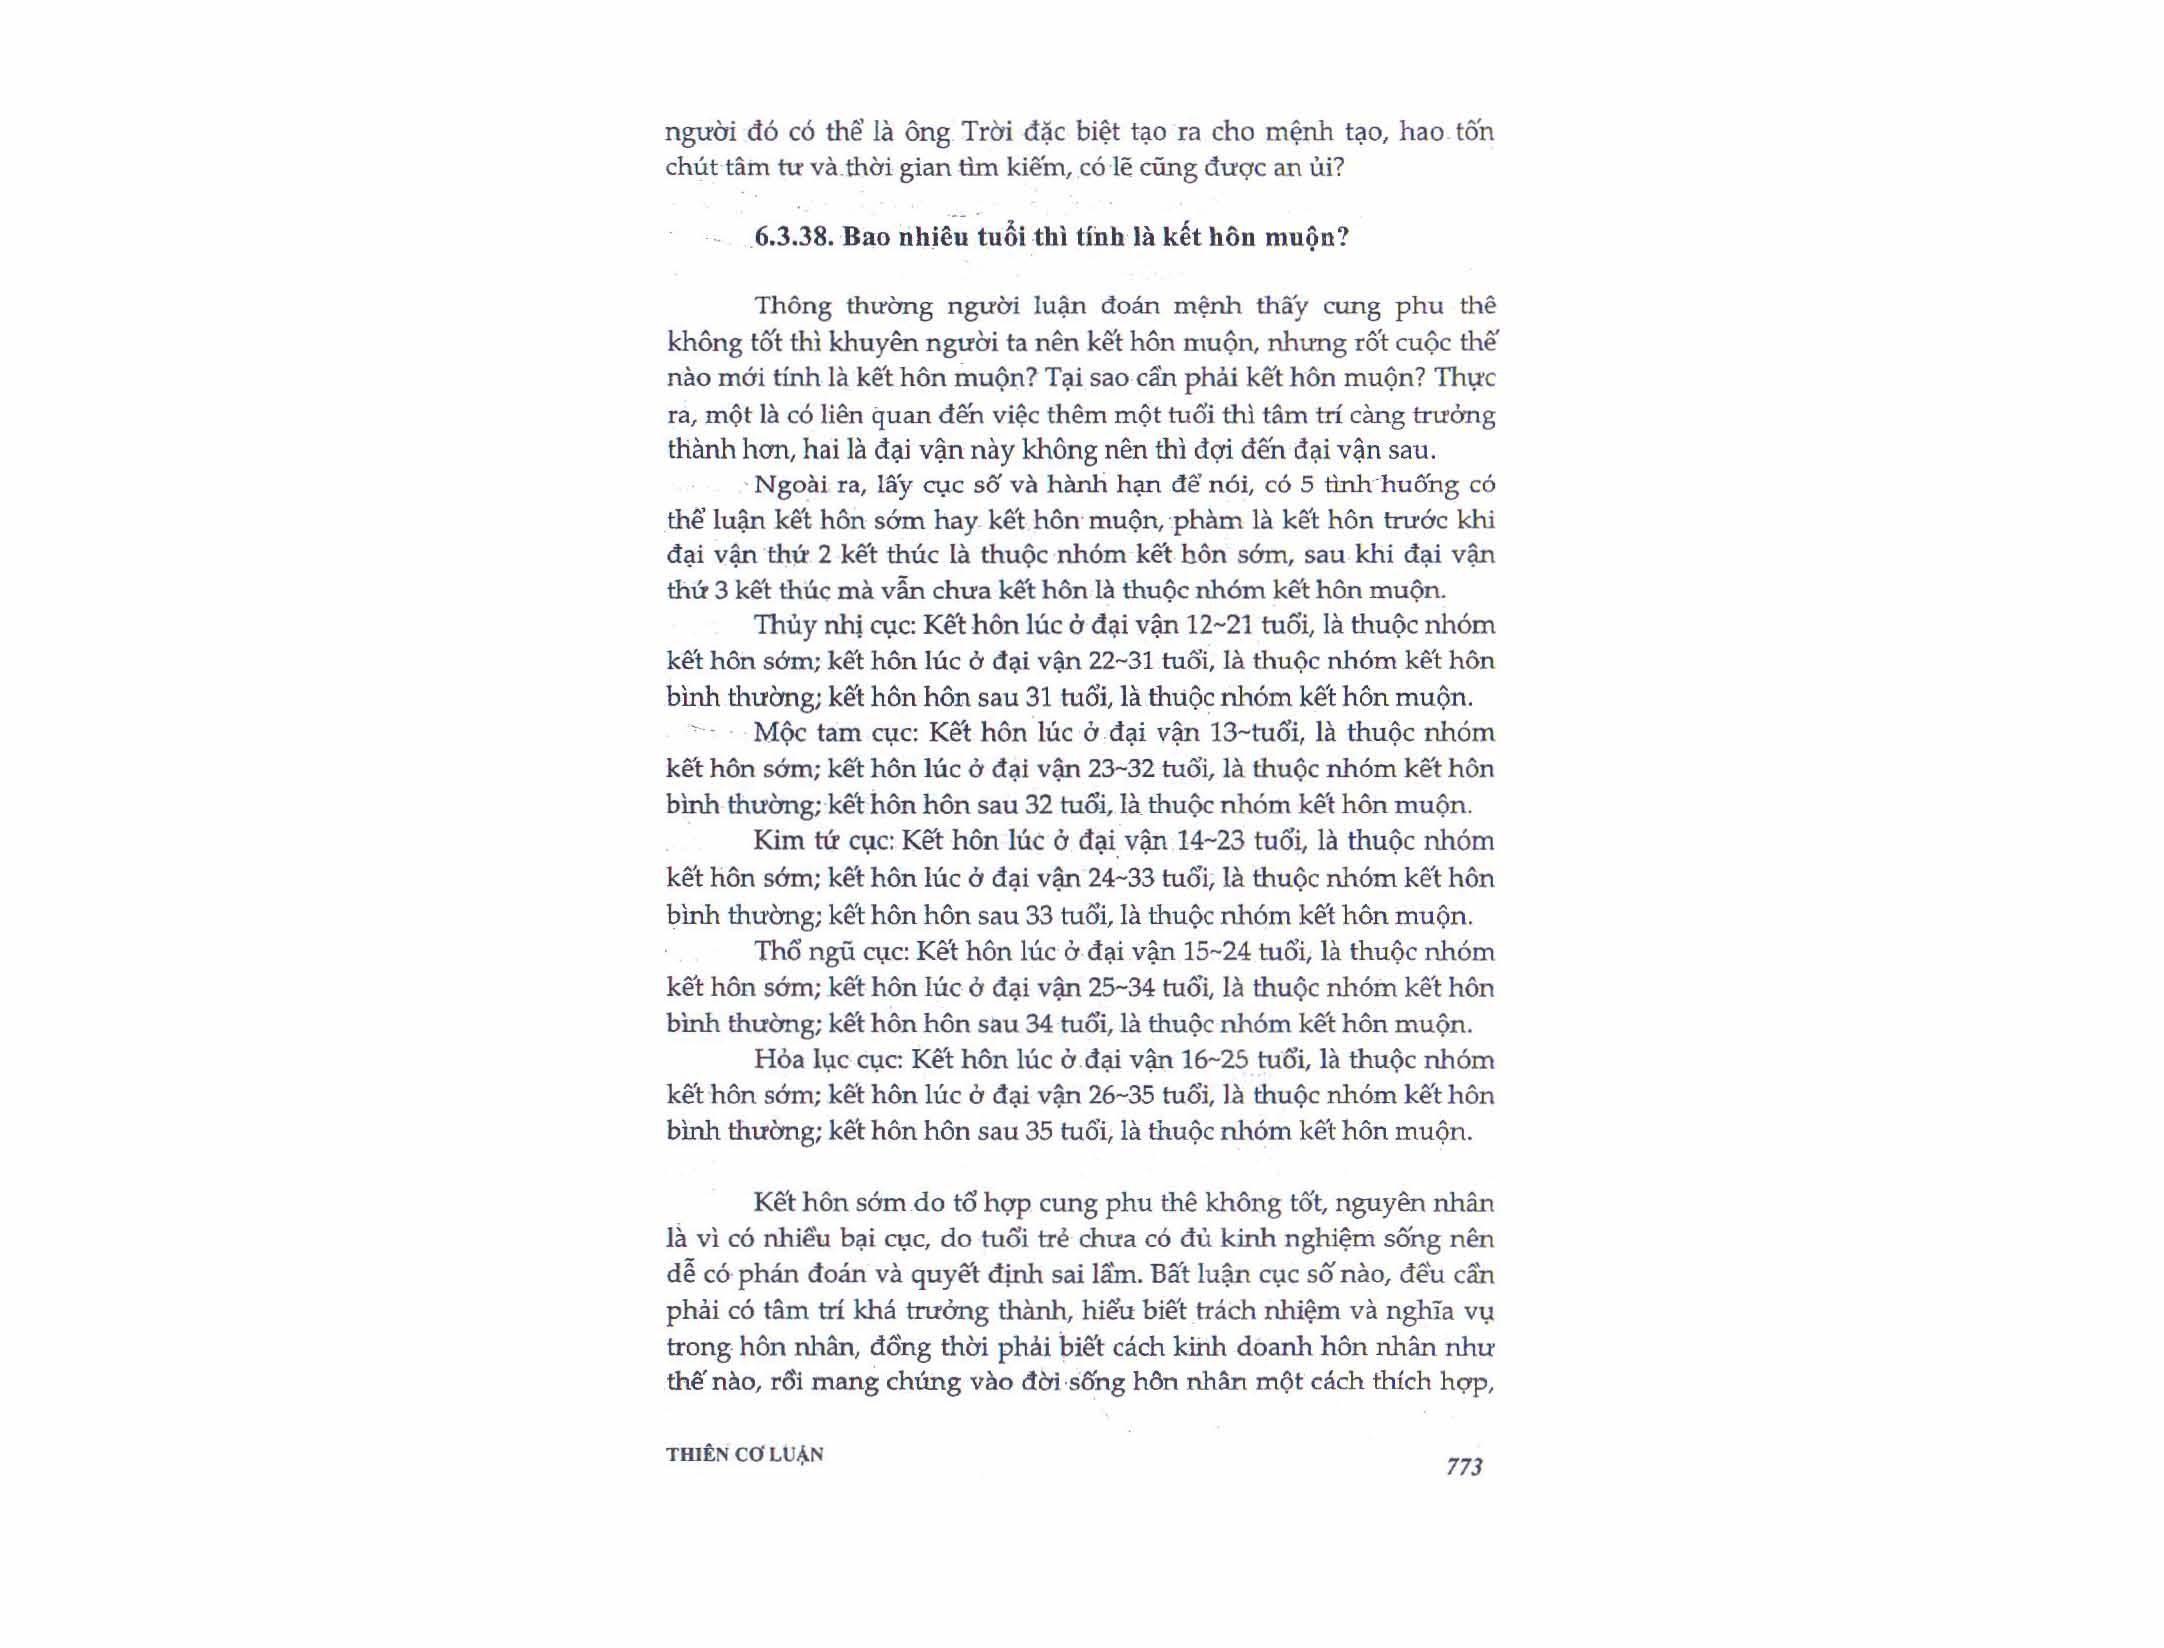 người đó có thể là ông Trời đặc biệt tạo ra cho mệnh tạo, hao tốn
chút tâm tư và thời gian tìm kiếm, có lẽ cũng được an ủi?
6.3.38. Bao nhiêu tuổi thì tính là kết hôn muộn?
Thông thường người luận đoán mệnh thấy cung phu thê
không tốt thì khuyên người ta nên kết hôn muộn, nhưng rốt cuộc thế
nào mới tính là kết hôn muộn? Tại sao cần phải kết hôn muộn? Thực
ra, một là có liên quan đến việc thêm một tuổi thì tâm trí càng trưởng
thành hơn, hai là đại vận này không nên thì đợi đến đại vận sau.
Ngoài ra, lấy cục số và hành hạn để nói, có 5 tình huống có
thể luận kết hôn sớm hay kết hôn muộn, phàm là kết hôn trước khi
đại vận thứ 2 kết thúc là thuộc nhóm kết hôn sớm, sau khi đại vận
thứ 3 kết thúc mà vẫn chưa kết hôn là thuộc nhóm kết hôn muộn.
Thủy nhị cục: Kết hôn lúc ở đại vận 12~21 tuổi, là thuộc nhóm
kết hôn sớm; kết hôn lúc ở đại vận 22~31 tuổi, là thuộc nhóm kết hôn
bình thường; kết hôn hôn sau 31 tuổi, là thuộc nhóm kết hôn muộn.
Mộc tam cục: Kết hôn lúc ở đại vận 13~tuổi, là thuộc nhóm
kết hôn sớm; kết hôn lúc ở đại vận 23~32 tuổi, là thuộc nhóm kết hôn
bình thường; kết hôn hôn sau 32 tuổi, là thuộc nhóm kết hôn muộn.
Kim tứ cục: Kết hôn lúc ở đại vận 14~23 tuổi, là thuộc nhóm
kết hôn sớm; kết hôn lúc ở đại vận 24~33 tuổi, là thuộc nhóm kết hôn
bình thường; kết hôn hôn sau 33 tuổi, là thuộc nhóm kết hôn muộn.
Thổ ngũ cục: Kết hôn lúc ở đại vận 15~24 tuổi, là thuộc nhóm
kết hôn sớm; kết hôn lúc ở đại vận 25~34 tuổi, là thuộc nhóm kết hôn
bình thường; kết hôn hôn sau 34 tuổi, là thuộc nhóm kết hôn muộn.
Hỏa lục cục: Kết hôn lúc ở đại vận 16~25 tuổi, là thuộc nhóm
kết hôn sớm; kết hôn lúc ở đại vận 26~35 tuổi, là thuộc nhóm kết hôn
bình thường; kết hôn hôn sau 35 tuổi, là thuộc nhóm kết hôn muộn.
Kết hôn sớm do tổ hợp cung phu thê không tốt, nguyên nhân
là vì có nhiều bại cục, do tuổi trẻ chưa có đủ kinh nghiệm sống nên
dễ có phán đoán và quyết định sai lầm. Bất luận cục số nào, đều cần
phải có tâm trí khá trưởng thành, hiểu biết trách nhiệm và nghĩa vụ
trong hôn nhân, đồng thời phải biết cách kinh doanh hôn nhân như
thế nào, rồi mang chúng vào đời sống hôn nhân một cách thích hợp,
THIÊN CƠ LUẬN
773